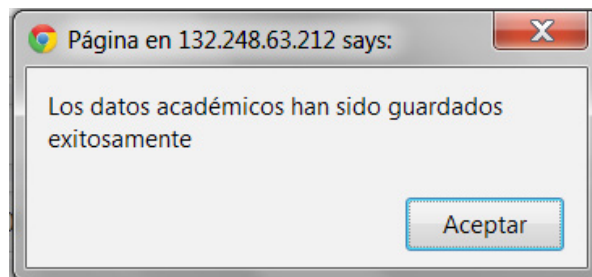 Página en 132.248.63.212 says:
Los datos académicos han sido guardados
exitosamente
Aceptar